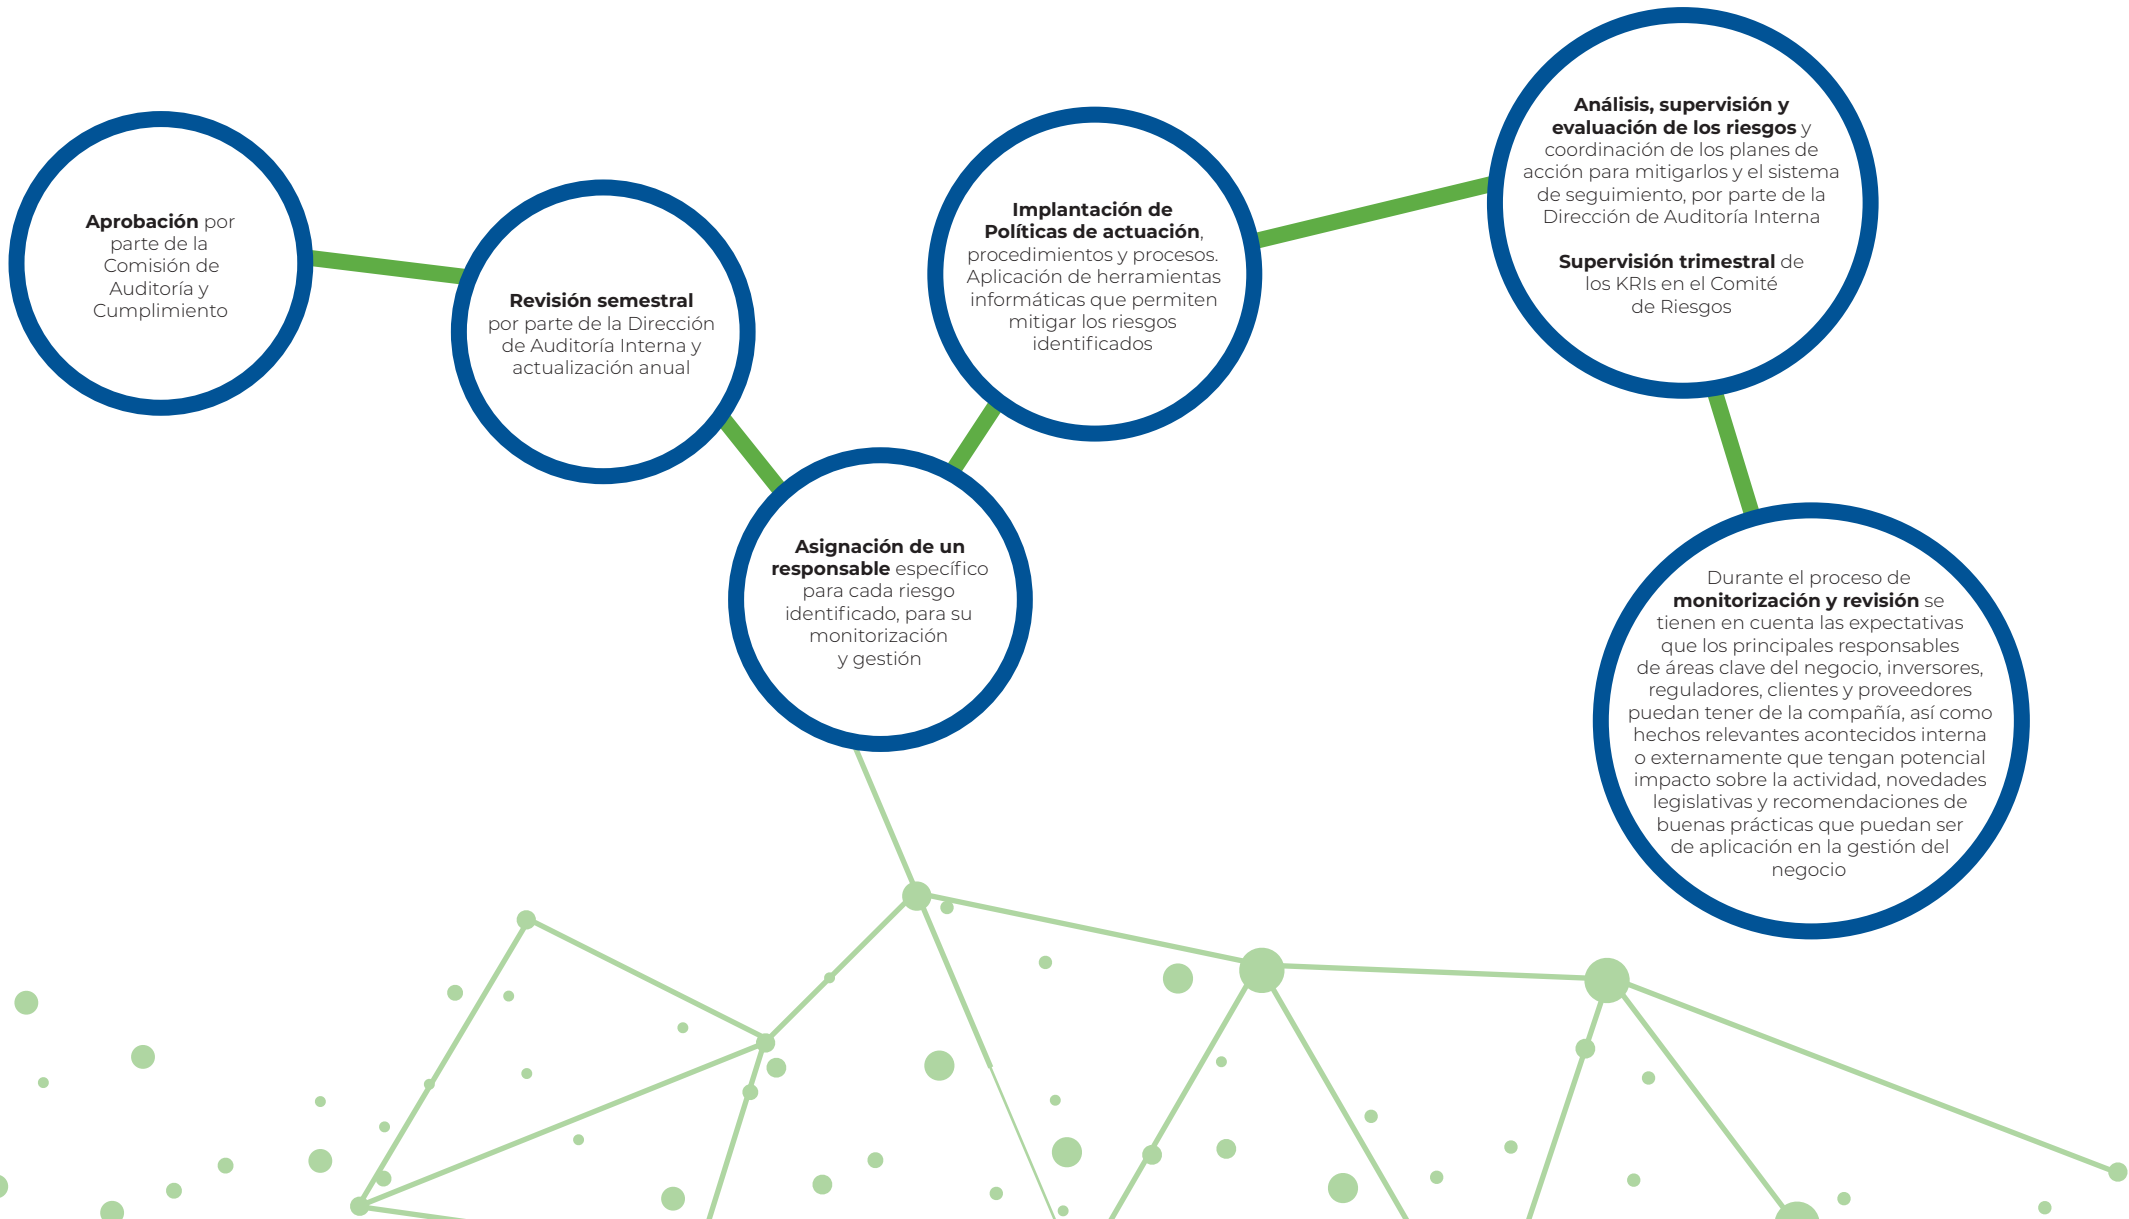 Aprobación por
parte de la
Comisión de
Auditoría y
Cumplimiento
Revisión semestral
por parte de la Dirección
de Auditoría Interna y
actualización anual
Asignación de un
responsable específico
para cada riesgo
identificado, para su
monitorización
y gestión
Implantación de
Políticas de actuación,
procedimientos y procesos.
Aplicación de herramientas
informáticas que permiten
mitigar los riesgos
identificados
Análisis, supervisión y
evaluación de los riesgos y
coordinación de los planes de
acción para mitigarlos y el sistema
de seguimiento, por parte de la
Dirección de Auditoría Interna
Supervisión trimestral de
los KRIs en el Comité
de Riesgos
Durante el proceso de
monitorización y revisión se
tienen en cuenta las expectativas
que los principales responsables
de áreas clave del negocio, inversores,
reguladores, clientes y proveedores
puedan tener de la compañía, así como
hechos relevantes acontecidos interna
o externamente que tengan potencial
impacto sobre la actividad, novedades
legislativas y recomendaciones de
buenas prácticas que puedan ser
de aplicación en la gestión del
negocio